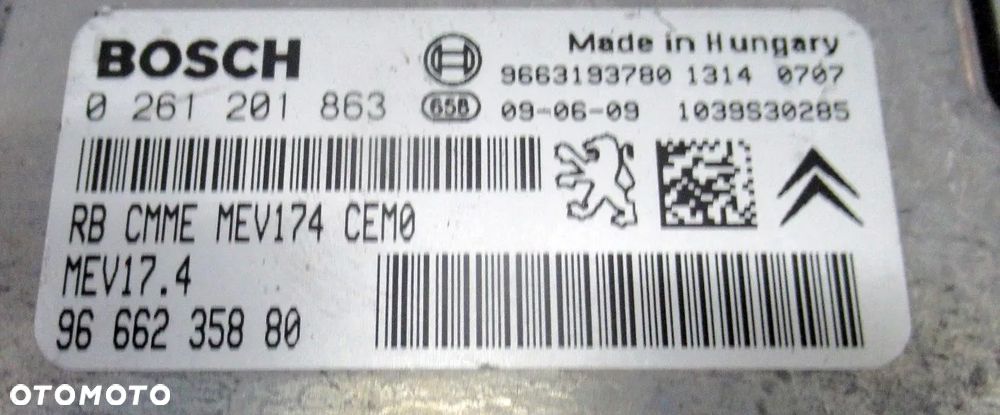 BOSCH
Made in Hungary
9663193780 1314 0707
0 261 201 863
658
09-06-09 1039S30285
RB CMME MEV174 CEM0
MEV17.4
96 662 358 80
OTOMOTO